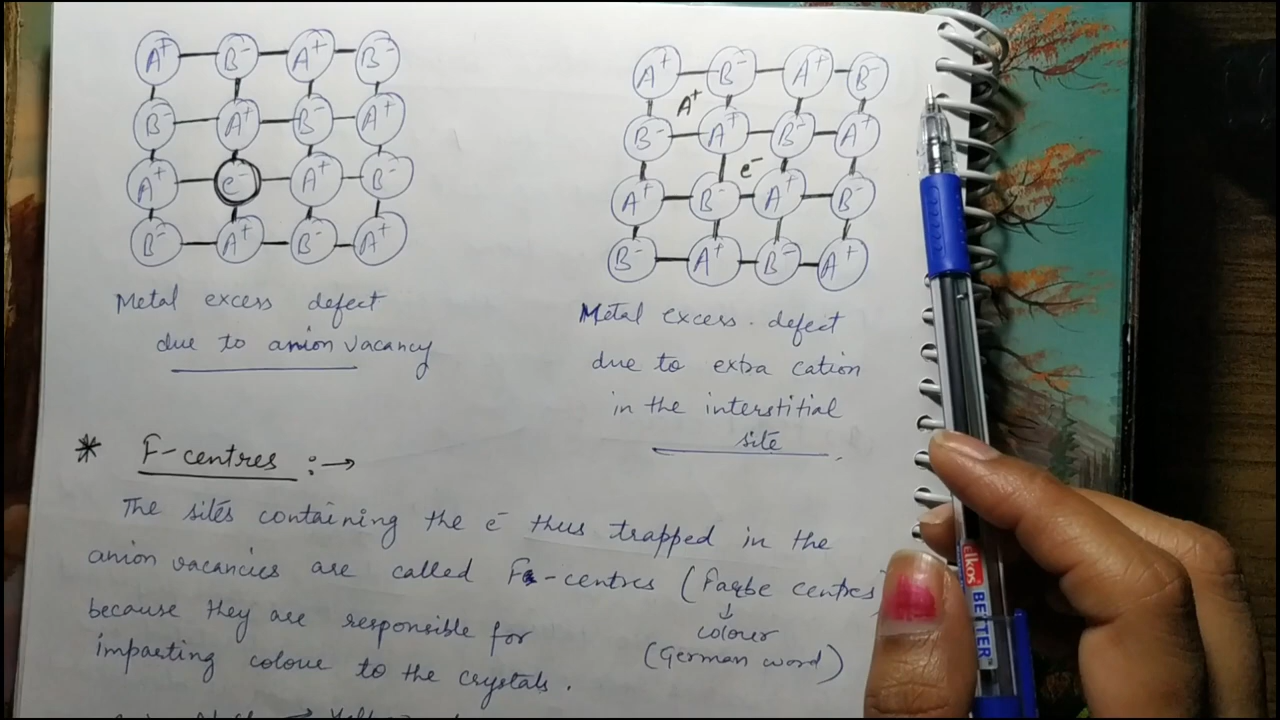 A⁺ B⁻ A⁺ B⁻
B⁻ A⁺ B⁻ A⁺
A⁺ e⁻ A⁺ B⁻
B⁻ A⁺ B⁻ A⁺
Metal excess defect
due to anion vacancy
A⁺ B⁻ A⁺ B⁻
A⁺
B⁻ A⁺ B⁻ A⁺
e⁻
A⁺ B⁻ A⁺ B⁻
B⁻ A⁺ B⁻ A⁺
Metal excess defect
due to extra cation
in the interstitial
site
* F-centres :→
The sites containing the e⁻ thus trapped in the
anion vacancies are called F-centres (Farbe centres
because they are responsible for
imparting colour to the crystals.
↓
colour
(German word)
elkos
BETTER™